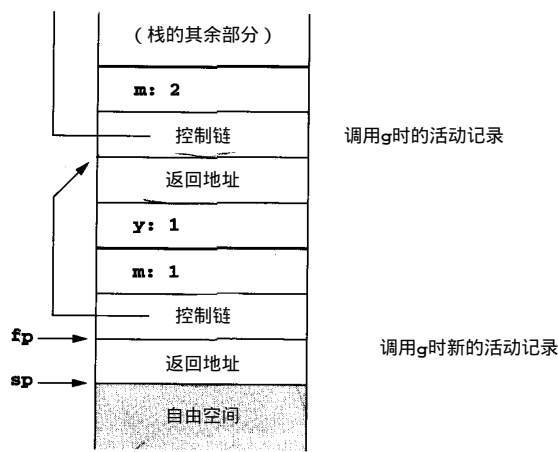 （栈的其余部分）
m: 2
控制链
调用g时的活动记录
返回地址
y: 1
m: 1
控制链
fp
调用g时新的活动记录
返回地址
sp
自由空间